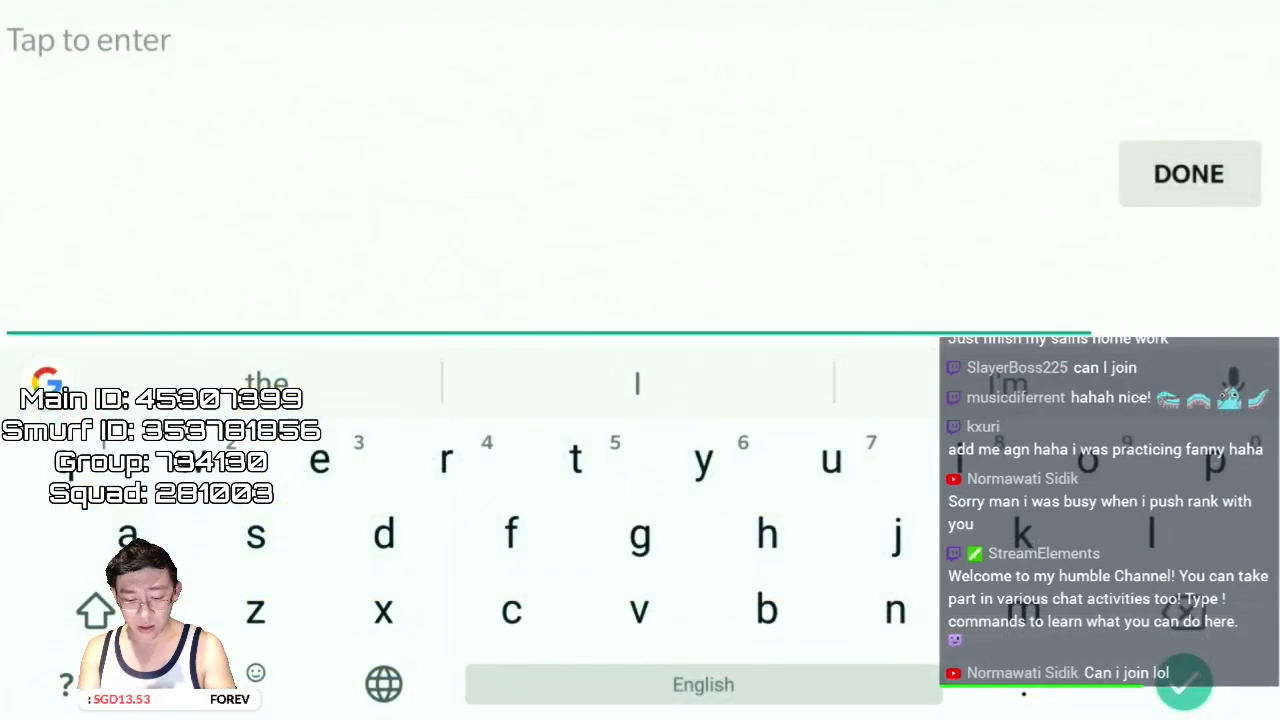 Tap to enter
DONE
the
I
I'm
Main ID: 45307399
Smurf ID: 353781856
Group: 734130
Squad: 281003
3 4 5 6 7 9 0
e r t y u i o p
a s d f g h j k l
z x c v b n m
?
English
.
: SGD13.53 FOREV
Just finish my sains home work
SlayerBoss225 can I join
musicdiferrent hahah nice!
kxuri
add me agn haha i was practicing fanny haha
Normawati Sidik
Sorry man i was busy when i push rank with
you
StreamElements
Welcome to my humble Channel! You can take
part in various chat activities too! Type !
commands to learn what you can do here.
Normawati Sidik Can i join lol